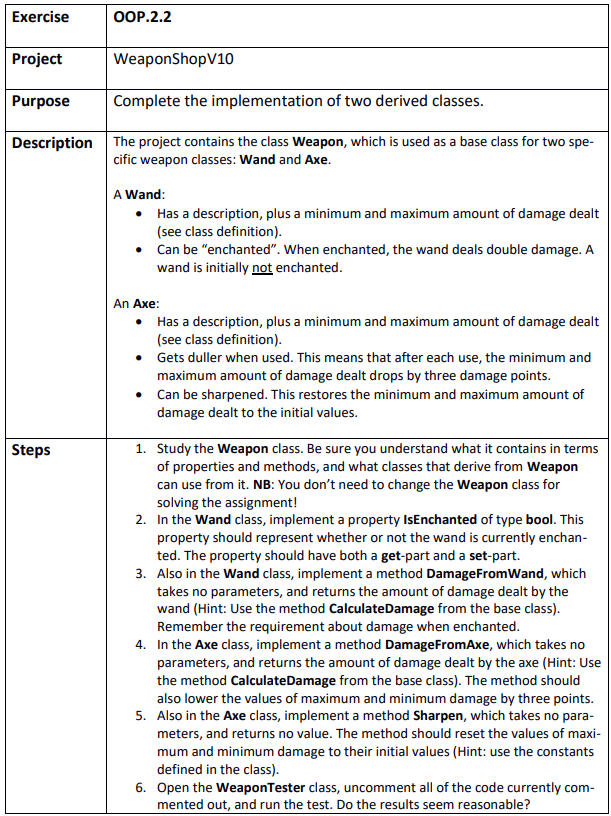 Exercise OOP.2.2
Project WeaponShopV10
Purpose Complete the implementation of two derived classes.
Description The project contains the class Weapon, which is used as a base class for two spe-
cific weapon classes: Wand and Axe.
A Wand:
• Has a description, plus a minimum and maximum amount of damage dealt
(see class definition).
• Can be “enchanted”. When enchanted, the wand deals double damage. A
wand is initially not enchanted.
An Axe:
• Has a description, plus a minimum and maximum amount of damage dealt
(see class definition).
• Gets duller when used. This means that after each use, the minimum and
maximum amount of damage dealt drops by three damage points.
• Can be sharpened. This restores the minimum and maximum amount of
damage dealt to the initial values.
Steps 1. Study the Weapon class. Be sure you understand what it contains in terms
of properties and methods, and what classes that derive from Weapon
can use from it. NB: You don’t need to change the Weapon class for
solving the assignment!
2. In the Wand class, implement a property IsEnchanted of type bool. This
property should represent whether or not the wand is currently enchan-
ted. The property should have both a get-part and a set-part.
3. Also in the Wand class, implement a method DamageFromWand, which
takes no parameters, and returns the amount of damage dealt by the
wand (Hint: Use the method CalculateDamage from the base class).
Remember the requirement about damage when enchanted.
4. In the Axe class, implement a method DamageFromAxe, which takes no
parameters, and returns the amount of damage dealt by the axe (Hint: Use
the method CalculateDamage from the base class). The method should
also lower the values of maximum and minimum damage by three points.
5. Also in the Axe class, implement a method Sharpen, which takes no para-
meters, and returns no value. The method should reset the values of maxi-
mum and minimum damage to their initial values (Hint: use the constants
defined in the class).
6. Open the WeaponTester class, uncomment all of the code currently com-
mented out, and run the test. Do the results seem reasonable?